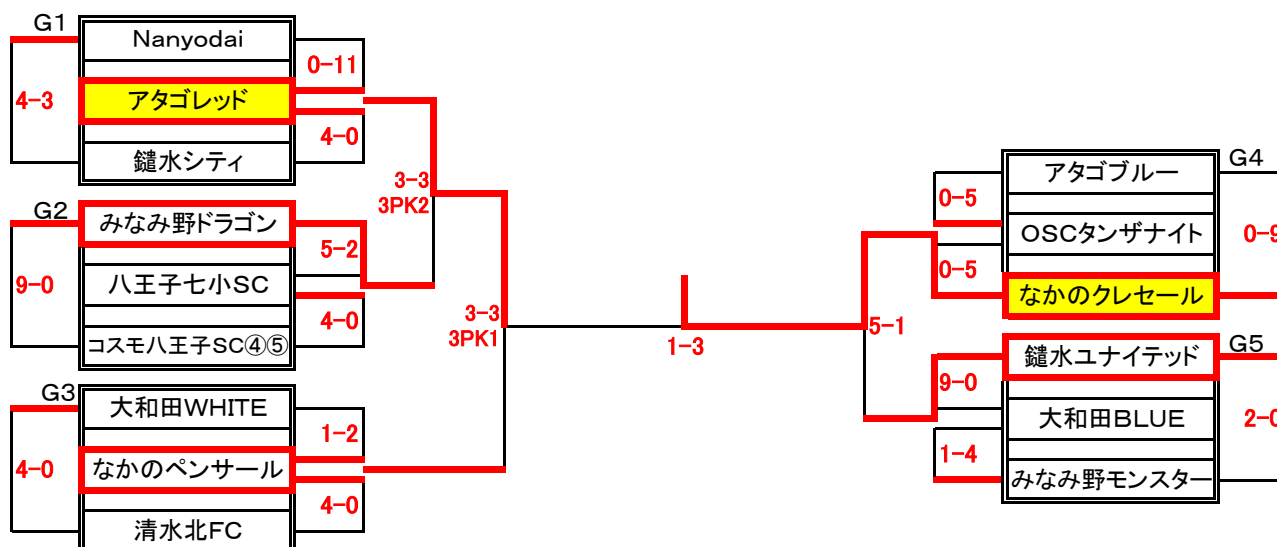 G1
Nanyodai
0-11
4-3
アタゴレッド
4-0
鑓水シティ
3-3
3PK2
G2
みなみ野ドラゴン
5-2
9-0
八王子七小SC
4-0
コスモ八王子SC④⑤
3-3
3PK1
G3
大和田WHITE
1-2
4-0
なかのペンサール
4-0
清水北FC
1-3
アタゴブルー
G4
0-5
OSCタンザナイト
0-9
0-5
なかのクレセール
5-1
鑓水ユナイテッド
G5
9-0
大和田BLUE
2-0
1-4
みなみ野モンスター